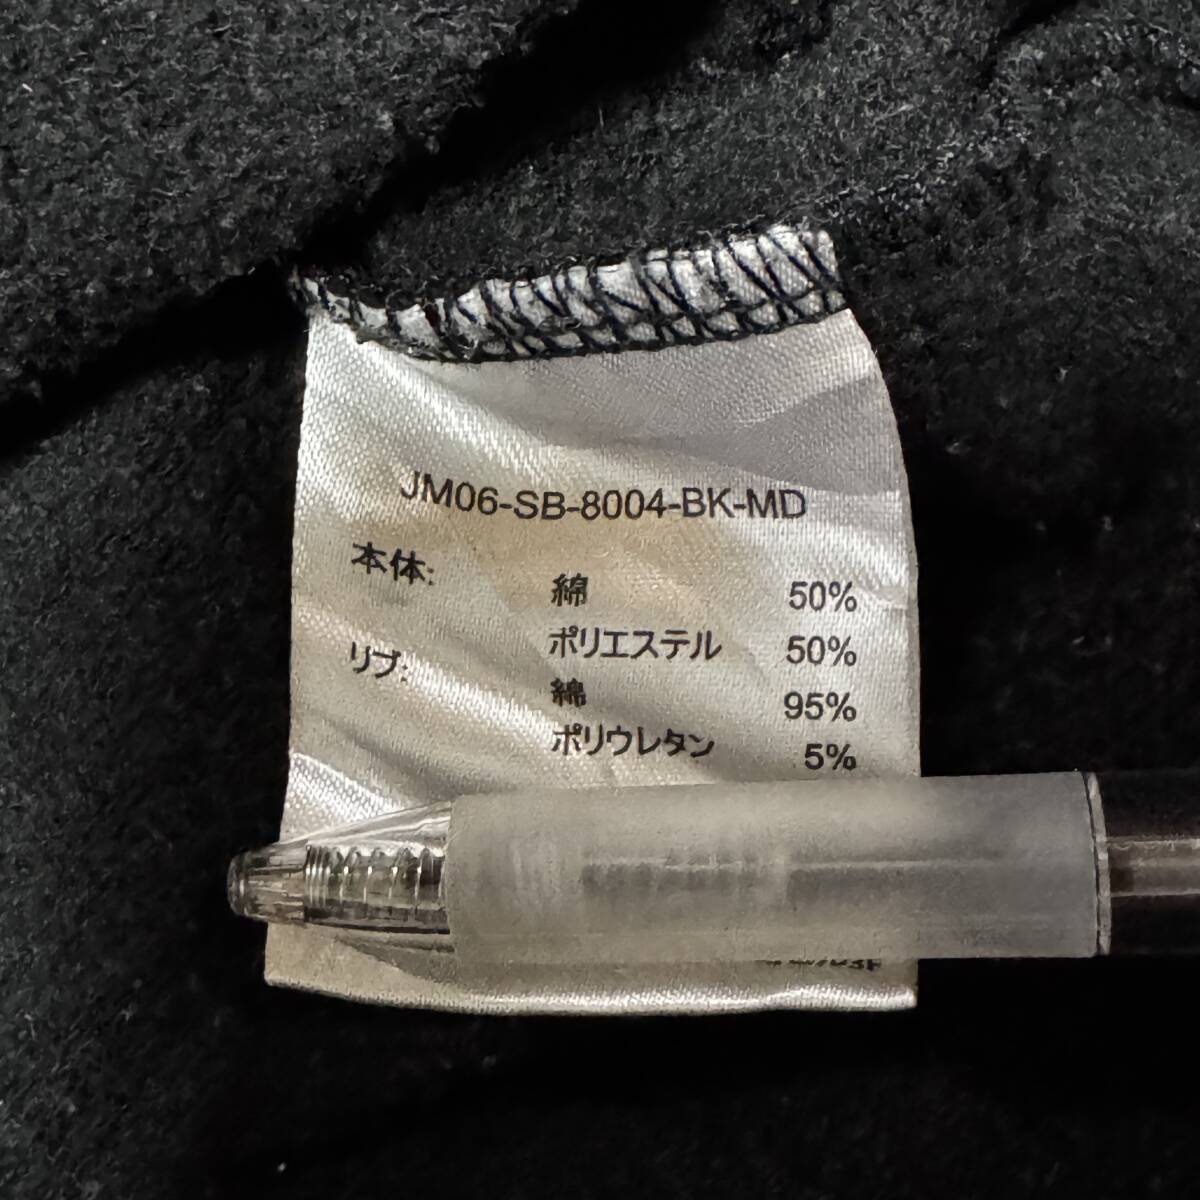 JM06-SB-8004-BK-MD
本体:
綿 50%
ポリエステル 50%
リブ:
綿 95%
ポリウレタン 5%